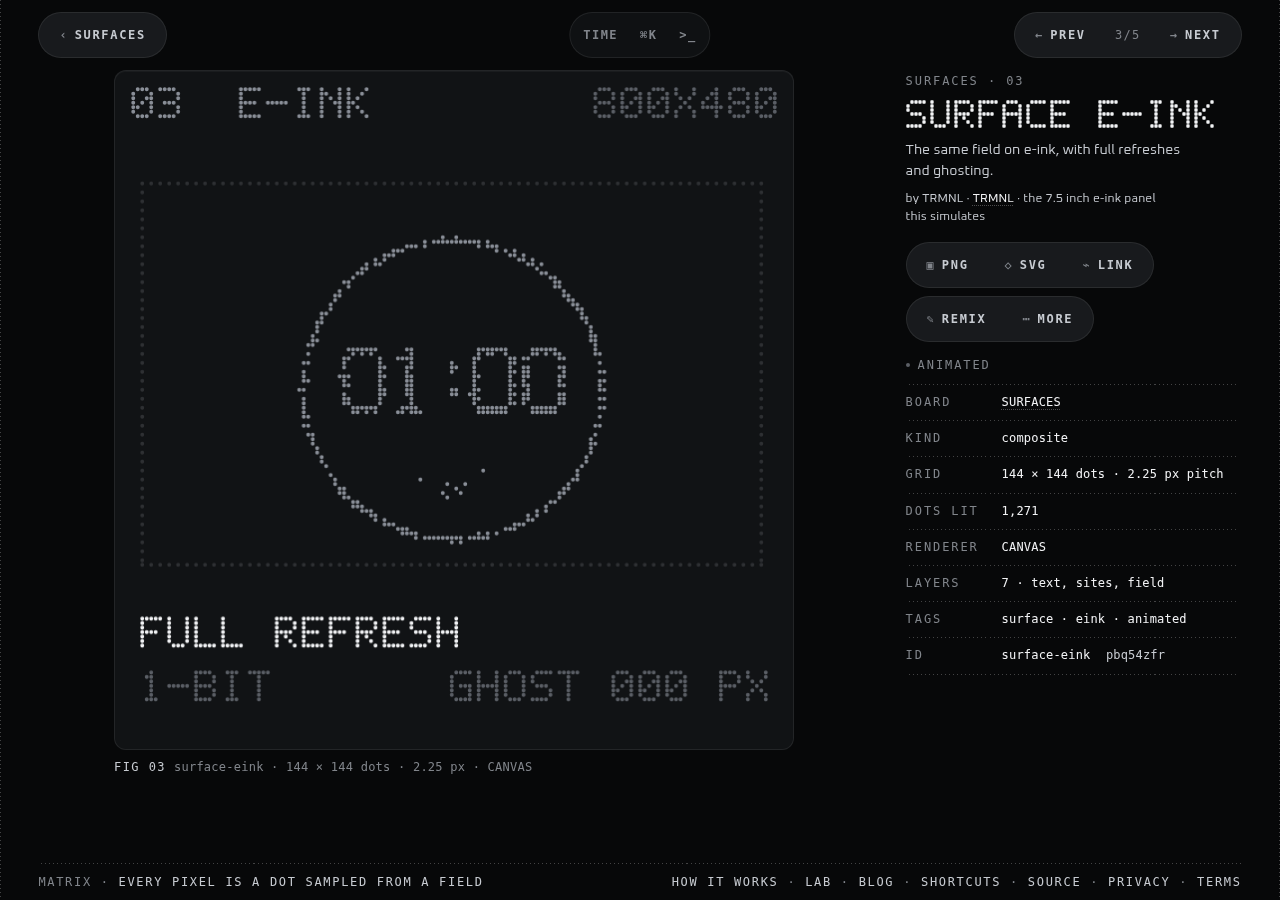 ‹ SURFACES
TIME ⌘K >_
← PREV 3/5 → NEXT
03 E-INK 800X480
01:00
FULL REFRESH
1-BIT GHOST 000 PX
FIG 03 surface-eink · 144 × 144 dots · 2.25 px · CANVAS
SURFACES · 03
SURFACE E-INK
The same field on e-ink, with full refreshes
and ghosting.
by TRMNL · TRMNL · the 7.5 inch e-ink panel
this simulates
PNG SVG LINK
REMIX MORE
ANIMATED
BOARD SURFACES
KIND composite
GRID 144 × 144 dots · 2.25 px pitch
DOTS LIT 1,271
RENDERER CANVAS
LAYERS 7 · text, sites, field
TAGS surface · eink · animated
ID surface-eink pbq54zfr
MATRIX · EVERY PIXEL IS A DOT SAMPLED FROM A FIELD
HOW IT WORKS · LAB · BLOG · SHORTCUTS · SOURCE · PRIVACY · TERMS